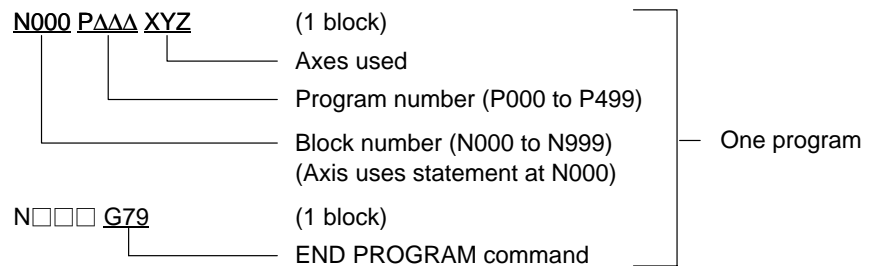 N000 PΔΔΔ XYZ (1 block)
Axes used
Program number (P000 to P499)
Block number (N000 to N999)
(Axis uses statement at N000)
One program
N□□□ G79 (1 block)
END PROGRAM command